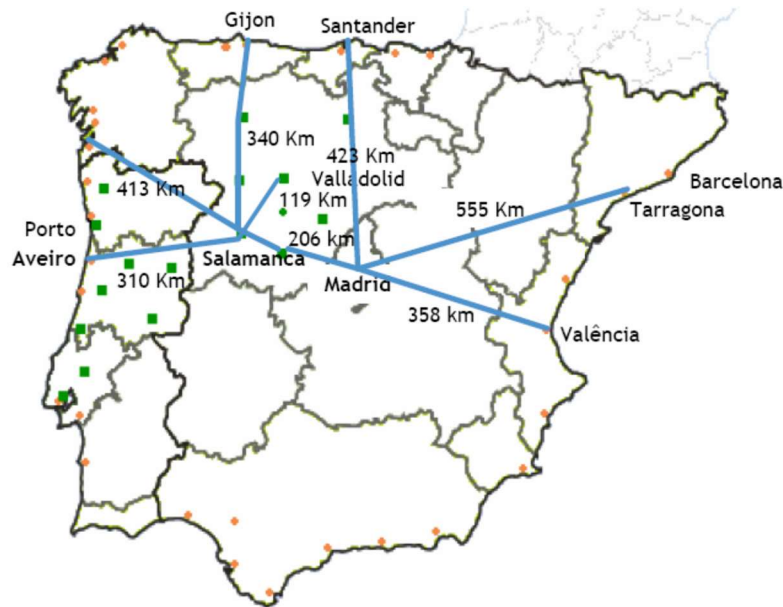 Gijon
Santander
340 Km
423 Km
Valladolid
413 Km
119 Km
Barcelona
555 Km
Tarragona
Porto
206 km
Aveiro
Salamanca
310 Km
Madrid
358 km
Valência